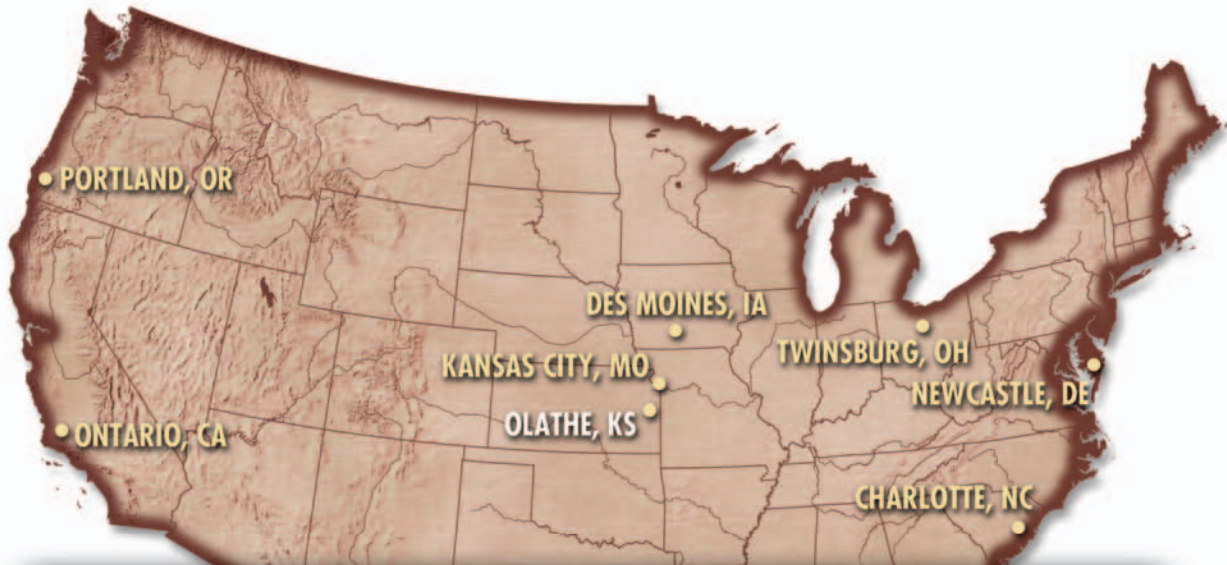 PORTLAND, OR
DES MOINES, IA
TWINSBURG, OH
KANSAS CITY, MO
NEWCASTLE, DE
OLATHE, KS
ONTARIO, CA
CHARLOTTE, NC